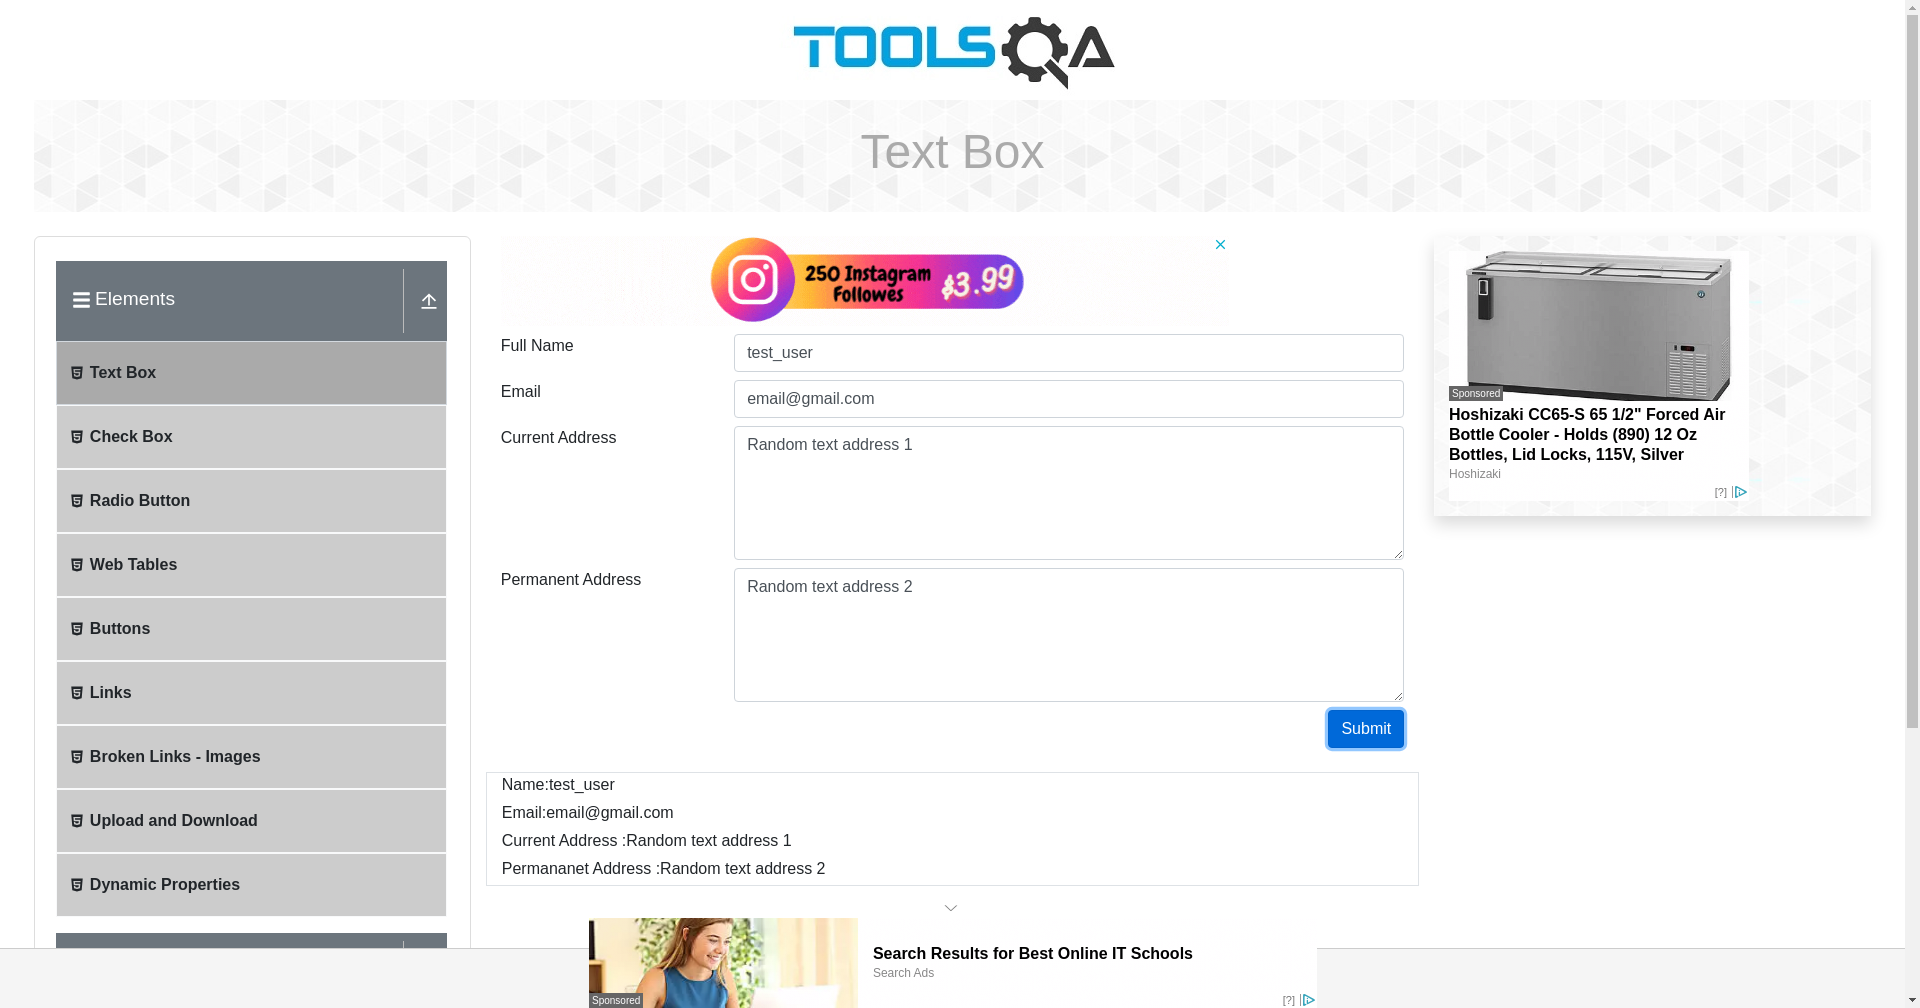 TOOLSQA
Text Box
Elements
Text Box
Check Box
Radio Button
Web Tables
Buttons
Links
Broken Links - Images
Upload and Download
Dynamic Properties
250 Instagram
Followes
$3.99
Full Name
test_user
Email
email@gmail.com
Current Address
Random text address 1
Permanent Address
Random text address 2
Submit
Name:test_user
Email:email@gmail.com
Current Address :Random text address 1
Permananet Address :Random text address 2
Sponsored
Hoshizaki CC65-S 65 1/2" Forced Air
Bottle Cooler - Holds (890) 12 Oz
Bottles, Lid Locks, 115V, Silver
Hoshizaki
[?]
Search Results for Best Online IT Schools
Search Ads
Sponsored
[?]